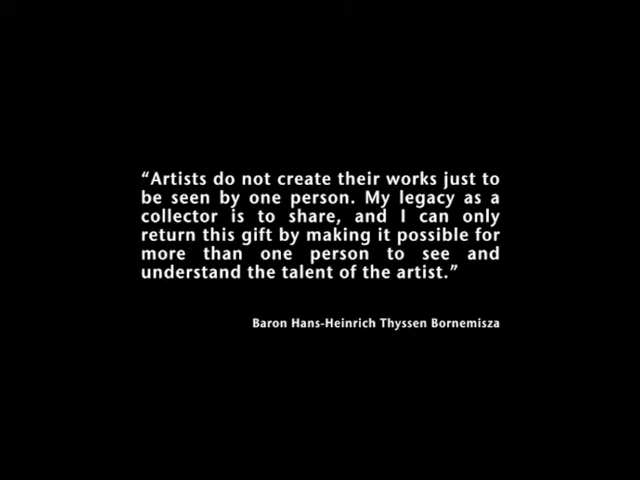 “Artists do not create their works just to
be seen by one person. My legacy as a
collector is to share, and I can only
return this gift by making it possible for
more than one person to see and
understand the talent of the artist.”
Baron Hans-Heinrich Thyssen Bornemisza